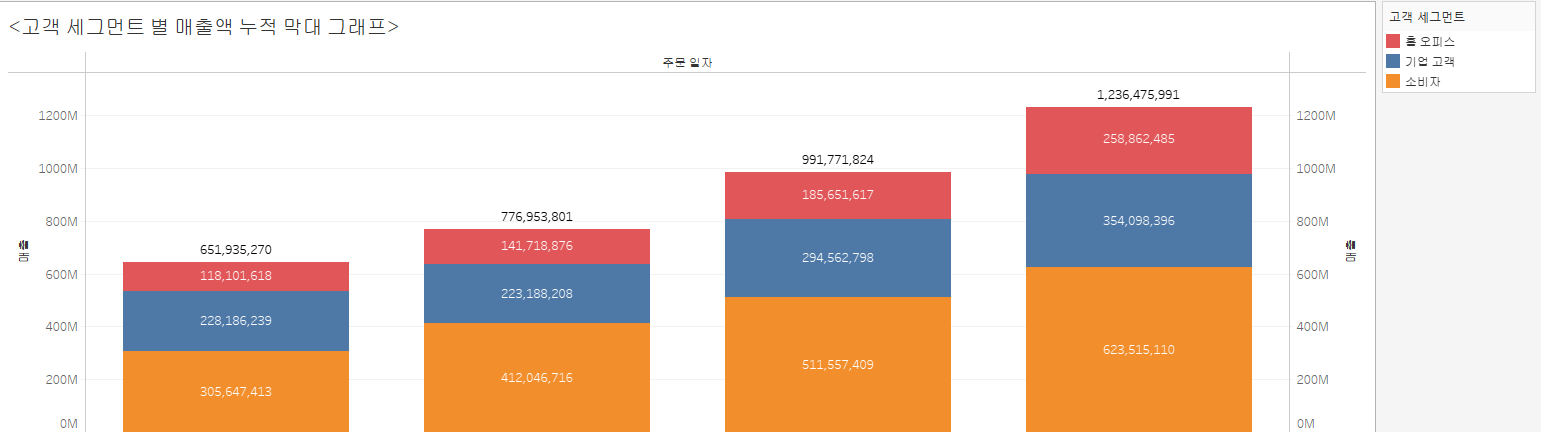 <고객 세그먼트 별 매출액 누적 막대 그래프>
주문 일자
고객 세그먼트
홈 오피스
기업 고객
소비자
1200M
1000M
800M
600M
400M
200M
0M
매출
651,935,270
118,101,618
228,186,239
305,647,413
776,953,801
141,718,876
223,188,208
412,046,716
991,771,824
185,651,617
294,562,798
511,557,409
1,236,475,991
258,862,485
354,098,396
623,515,110
1200M
1000M
800M
600M
400M
200M
0M
매출